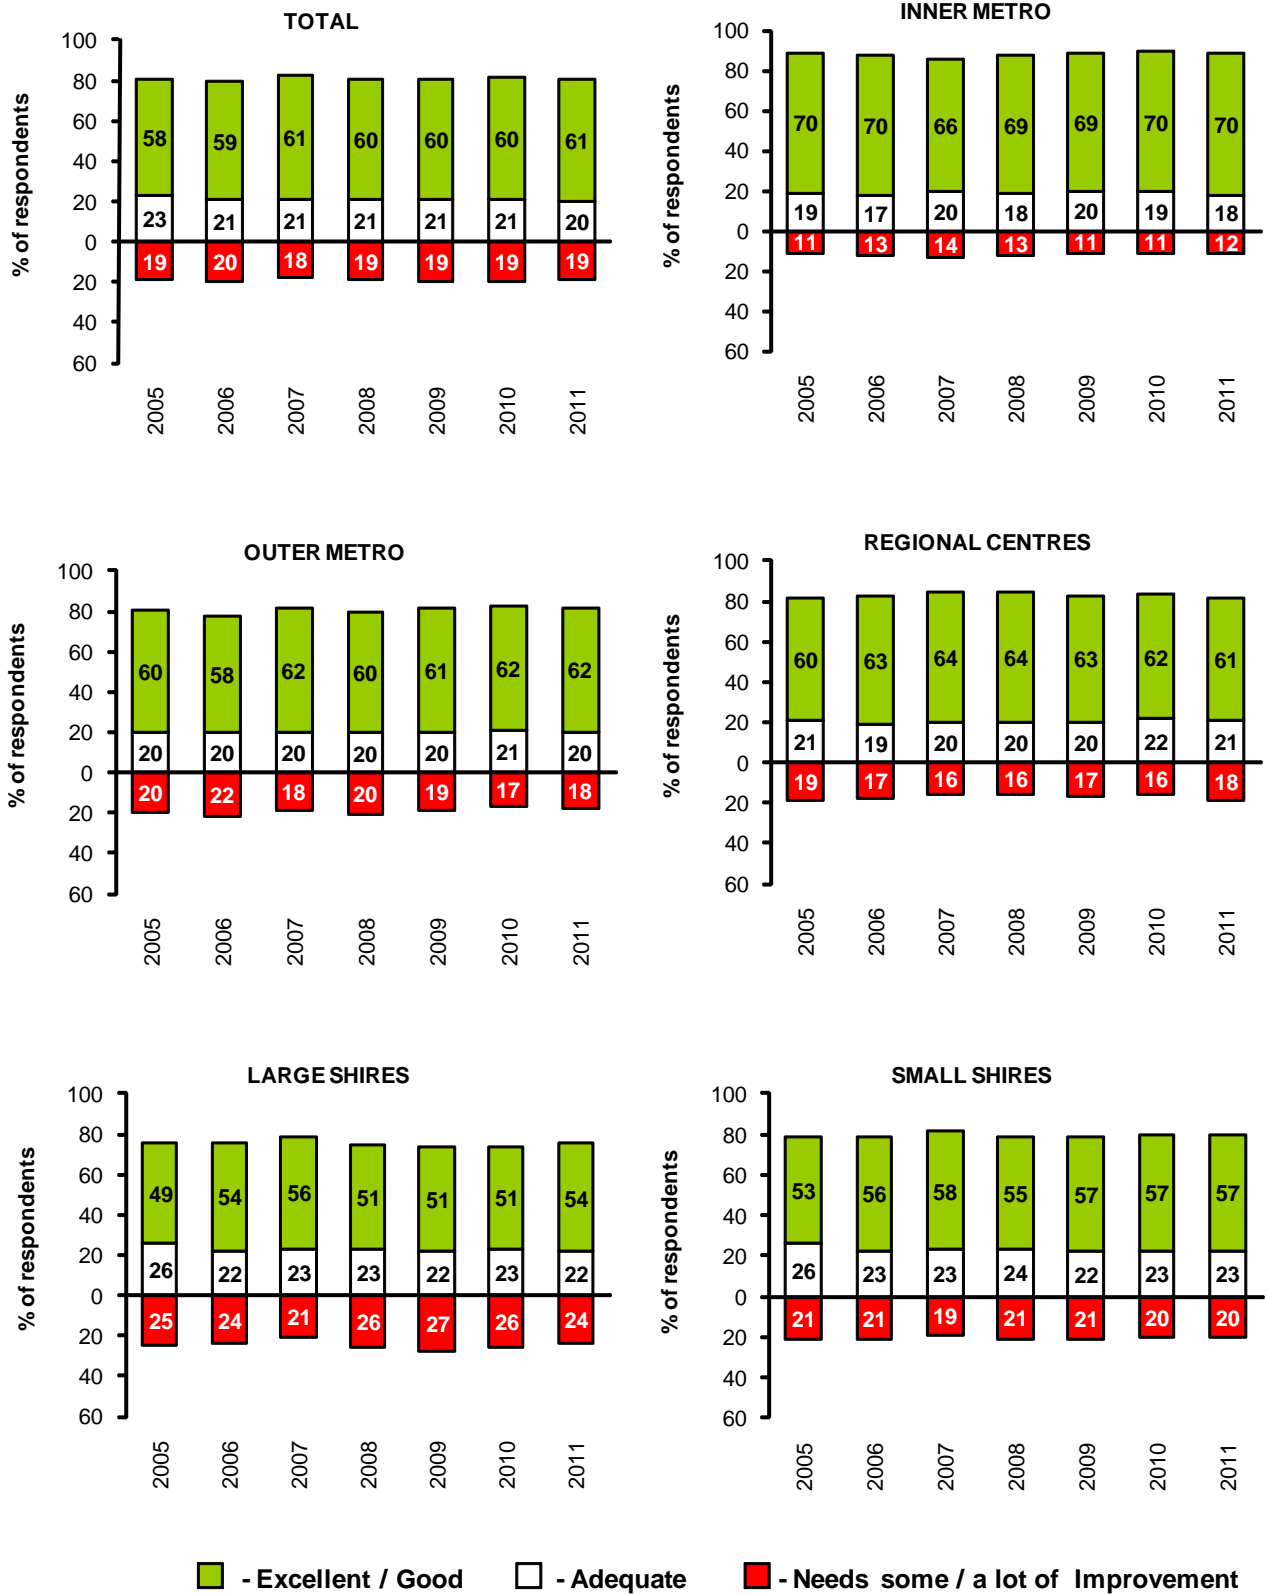 TOTAL
% of respondents
100
80
60
40
20
0
20
40
60
58 59 61 60 60 60 61
23 21 21 21 21 21 20
19 20 18 19 19 19 19
2005 2006 2007 2008 2009 2010 2011
INNER METRO
% of respondents
100
80
60
40
20
0
20
40
60
70 70 66 69 69 70 70
19 17 20 18 20 19 18
11 13 14 13 11 11 12
2005 2006 2007 2008 2009 2010 2011
OUTER METRO
% of respondents
100
80
60
40
20
0
20
40
60
60 58 62 60 61 62 62
20 20 20 20 20 21 20
20 22 18 20 19 17 18
2005 2006 2007 2008 2009 2010 2011
REGIONAL CENTRES
% of respondents
100
80
60
40
20
0
20
40
60
60 63 64 64 63 62 61
21 19 20 20 20 22 21
19 17 16 16 17 16 18
2005 2006 2007 2008 2009 2010 2011
LARGE SHIRES
% of respondents
100
80
60
40
20
0
20
40
60
49 54 56 51 51 51 54
26 22 23 23 22 23 22
25 24 21 26 27 26 24
2005 2006 2007 2008 2009 2010 2011
SMALL SHIRES
% of respondents
100
80
60
40
20
0
20
40
60
53 56 58 55 57 57 57
26 23 23 24 22 23 23
21 21 19 21 21 20 20
2005 2006 2007 2008 2009 2010 2011
- Excellent / Good - Adequate - Needs some / a lot of Improvement